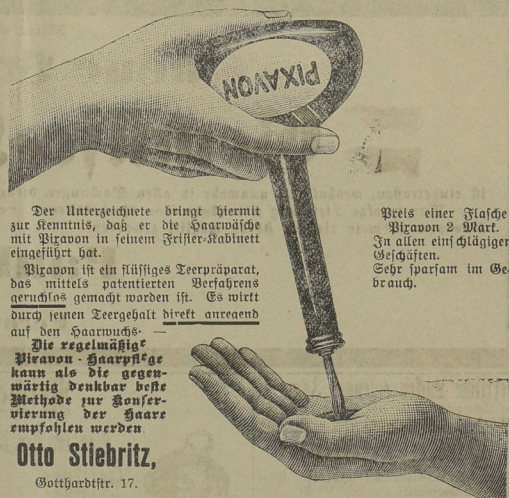 PIXAVON
Der Unterzeichnete bringt hiermit
zur Kenntnis, daß er die Haarwäsche
mit Pixavon in seinem Frisier-Kabinett
eingeführt hat.
Pixavon ist ein flüssiges Teerpräparat,
das mittels patentierten Verfahrens
geruchlos gemacht worden ist. Es wirkt
durch seinen Teergehalt direkt anregend
auf den Haarwuchs. —
Die regelmäßige
Pixavon-Haarpflege
kann als die gegen-
wärtig denkbar beste
Methode zur Konser-
vierung der Haare
empfohlen werden
Otto Stiebritz,
Gotthardtstr. 17.
Preis einer Flasche
Pixavon 2 Mark.
In allen einschlägigen
Geschäften.
Sehr sparsam im Ge-
brauch.